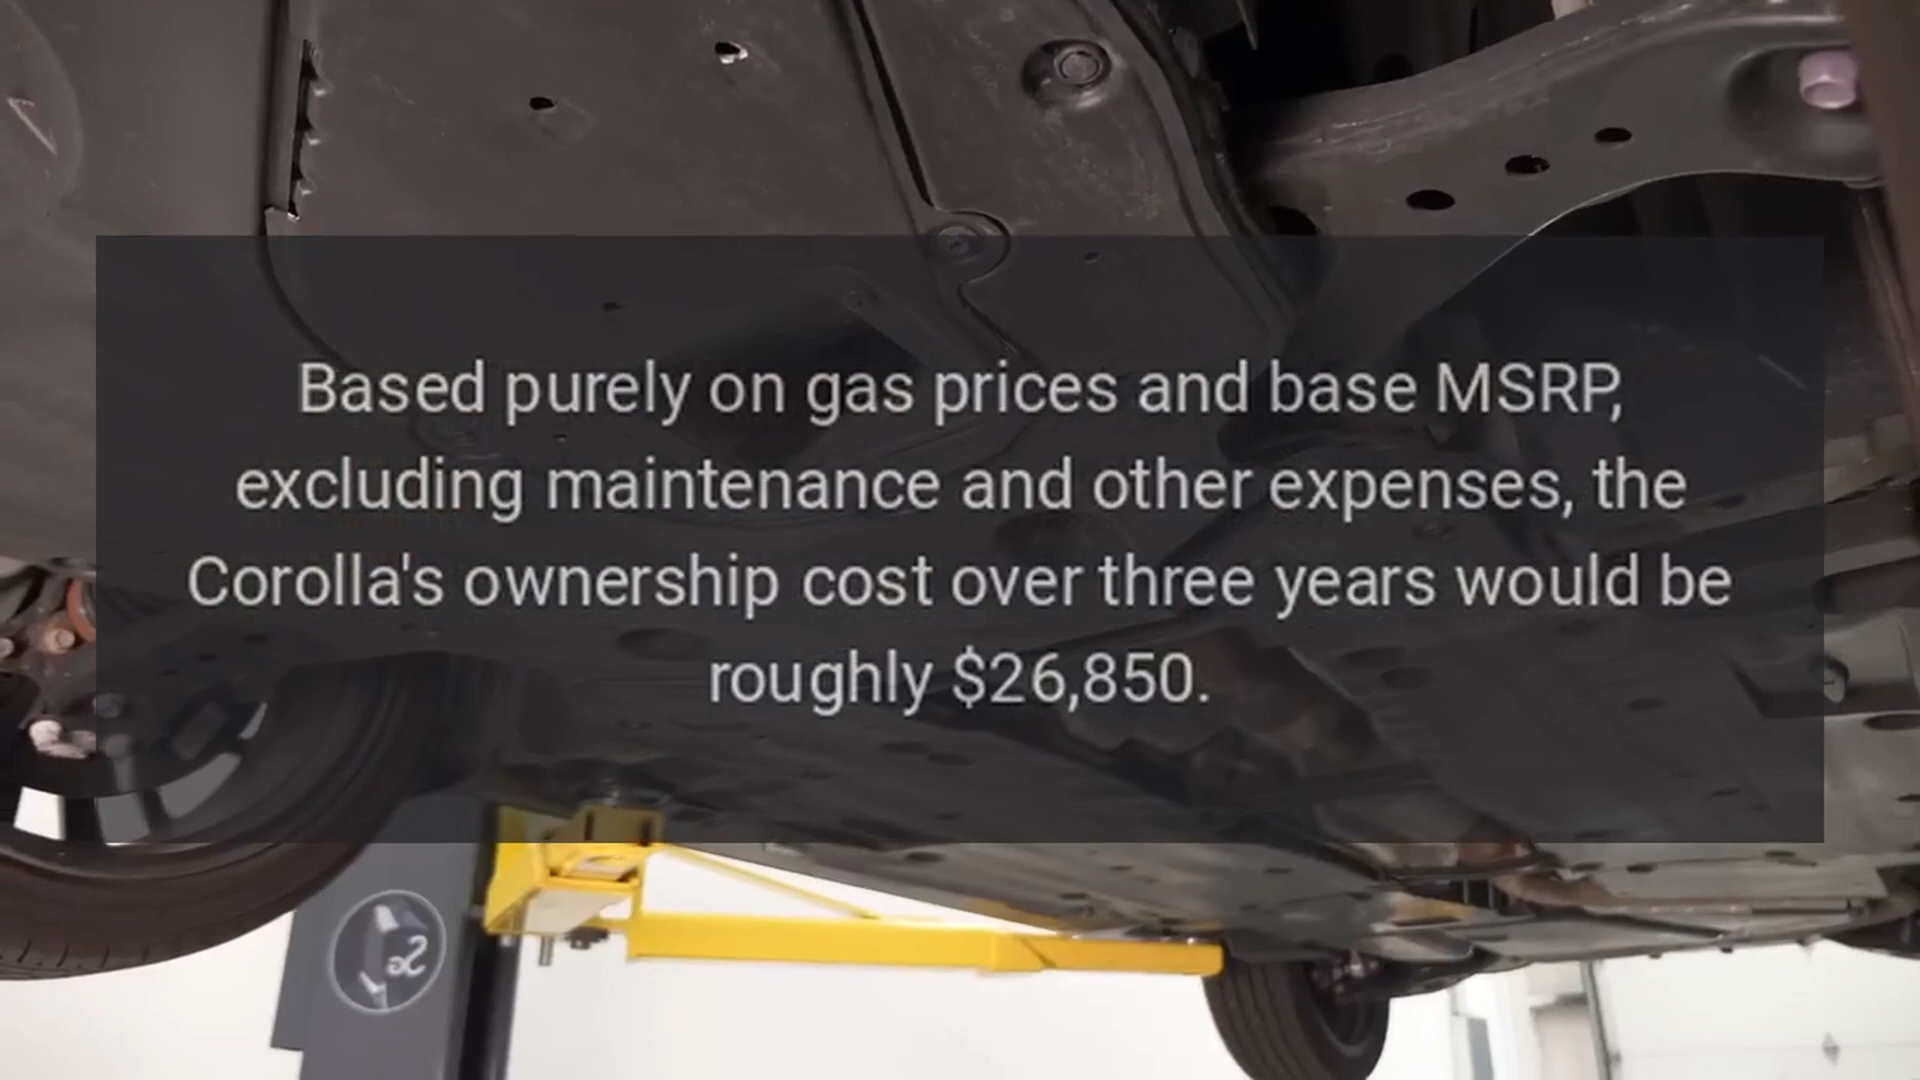 Based purely on gas prices and base MSRP,
excluding maintenance and other expenses, the
Corolla's ownership cost over three years would be
roughly $26,850.